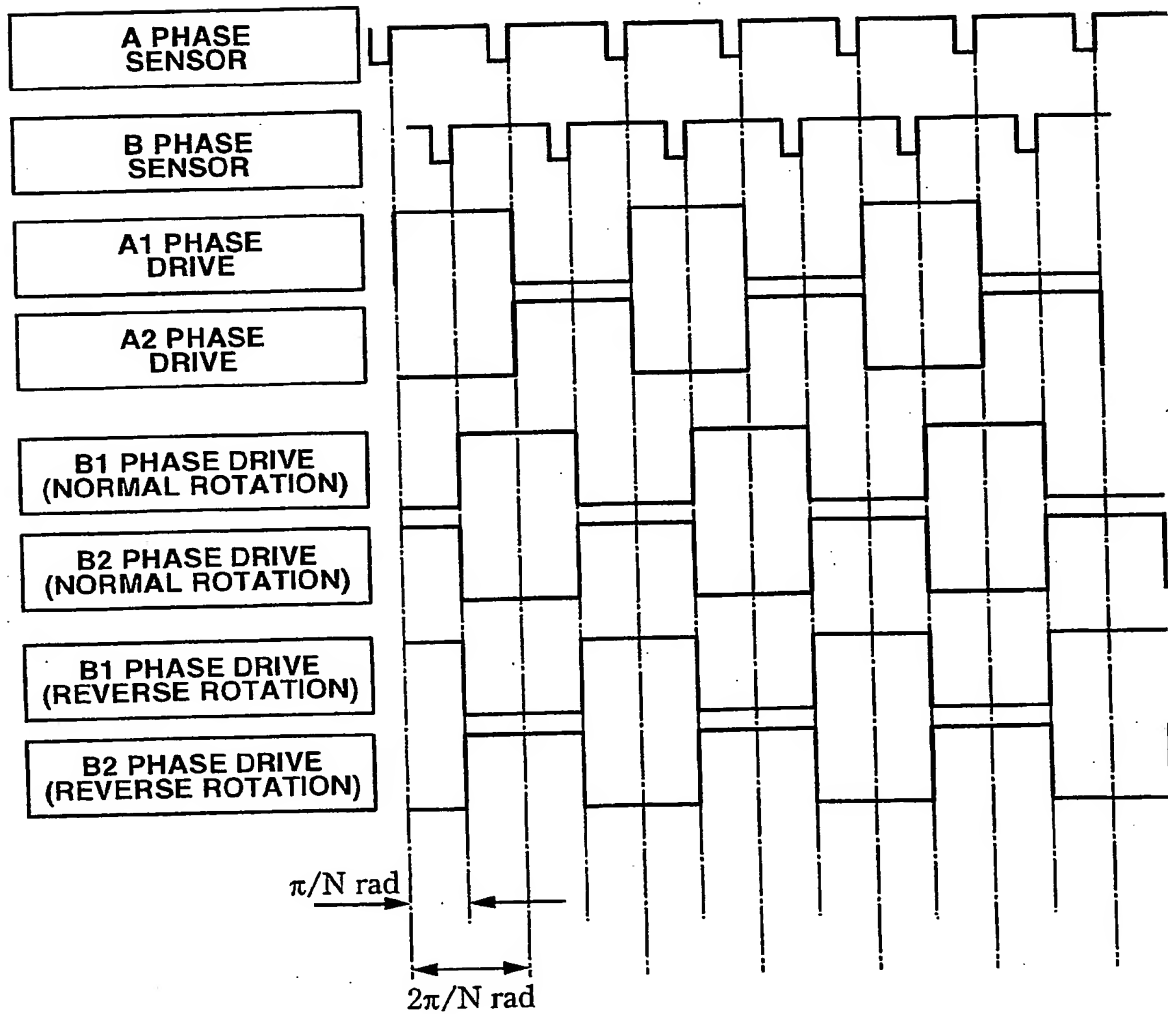 A PHASE
SENSOR
B PHASE
SENSOR
A1 PHASE
DRIVE
A2 PHASE
DRIVE
B1 PHASE DRIVE
(NORMAL ROTATION)
B2 PHASE DRIVE
(NORMAL ROTATION)
B1 PHASE DRIVE
(REVERSE ROTATION)
B2 PHASE DRIVE
(REVERSE ROTATION)
π/N rad
2π/N rad